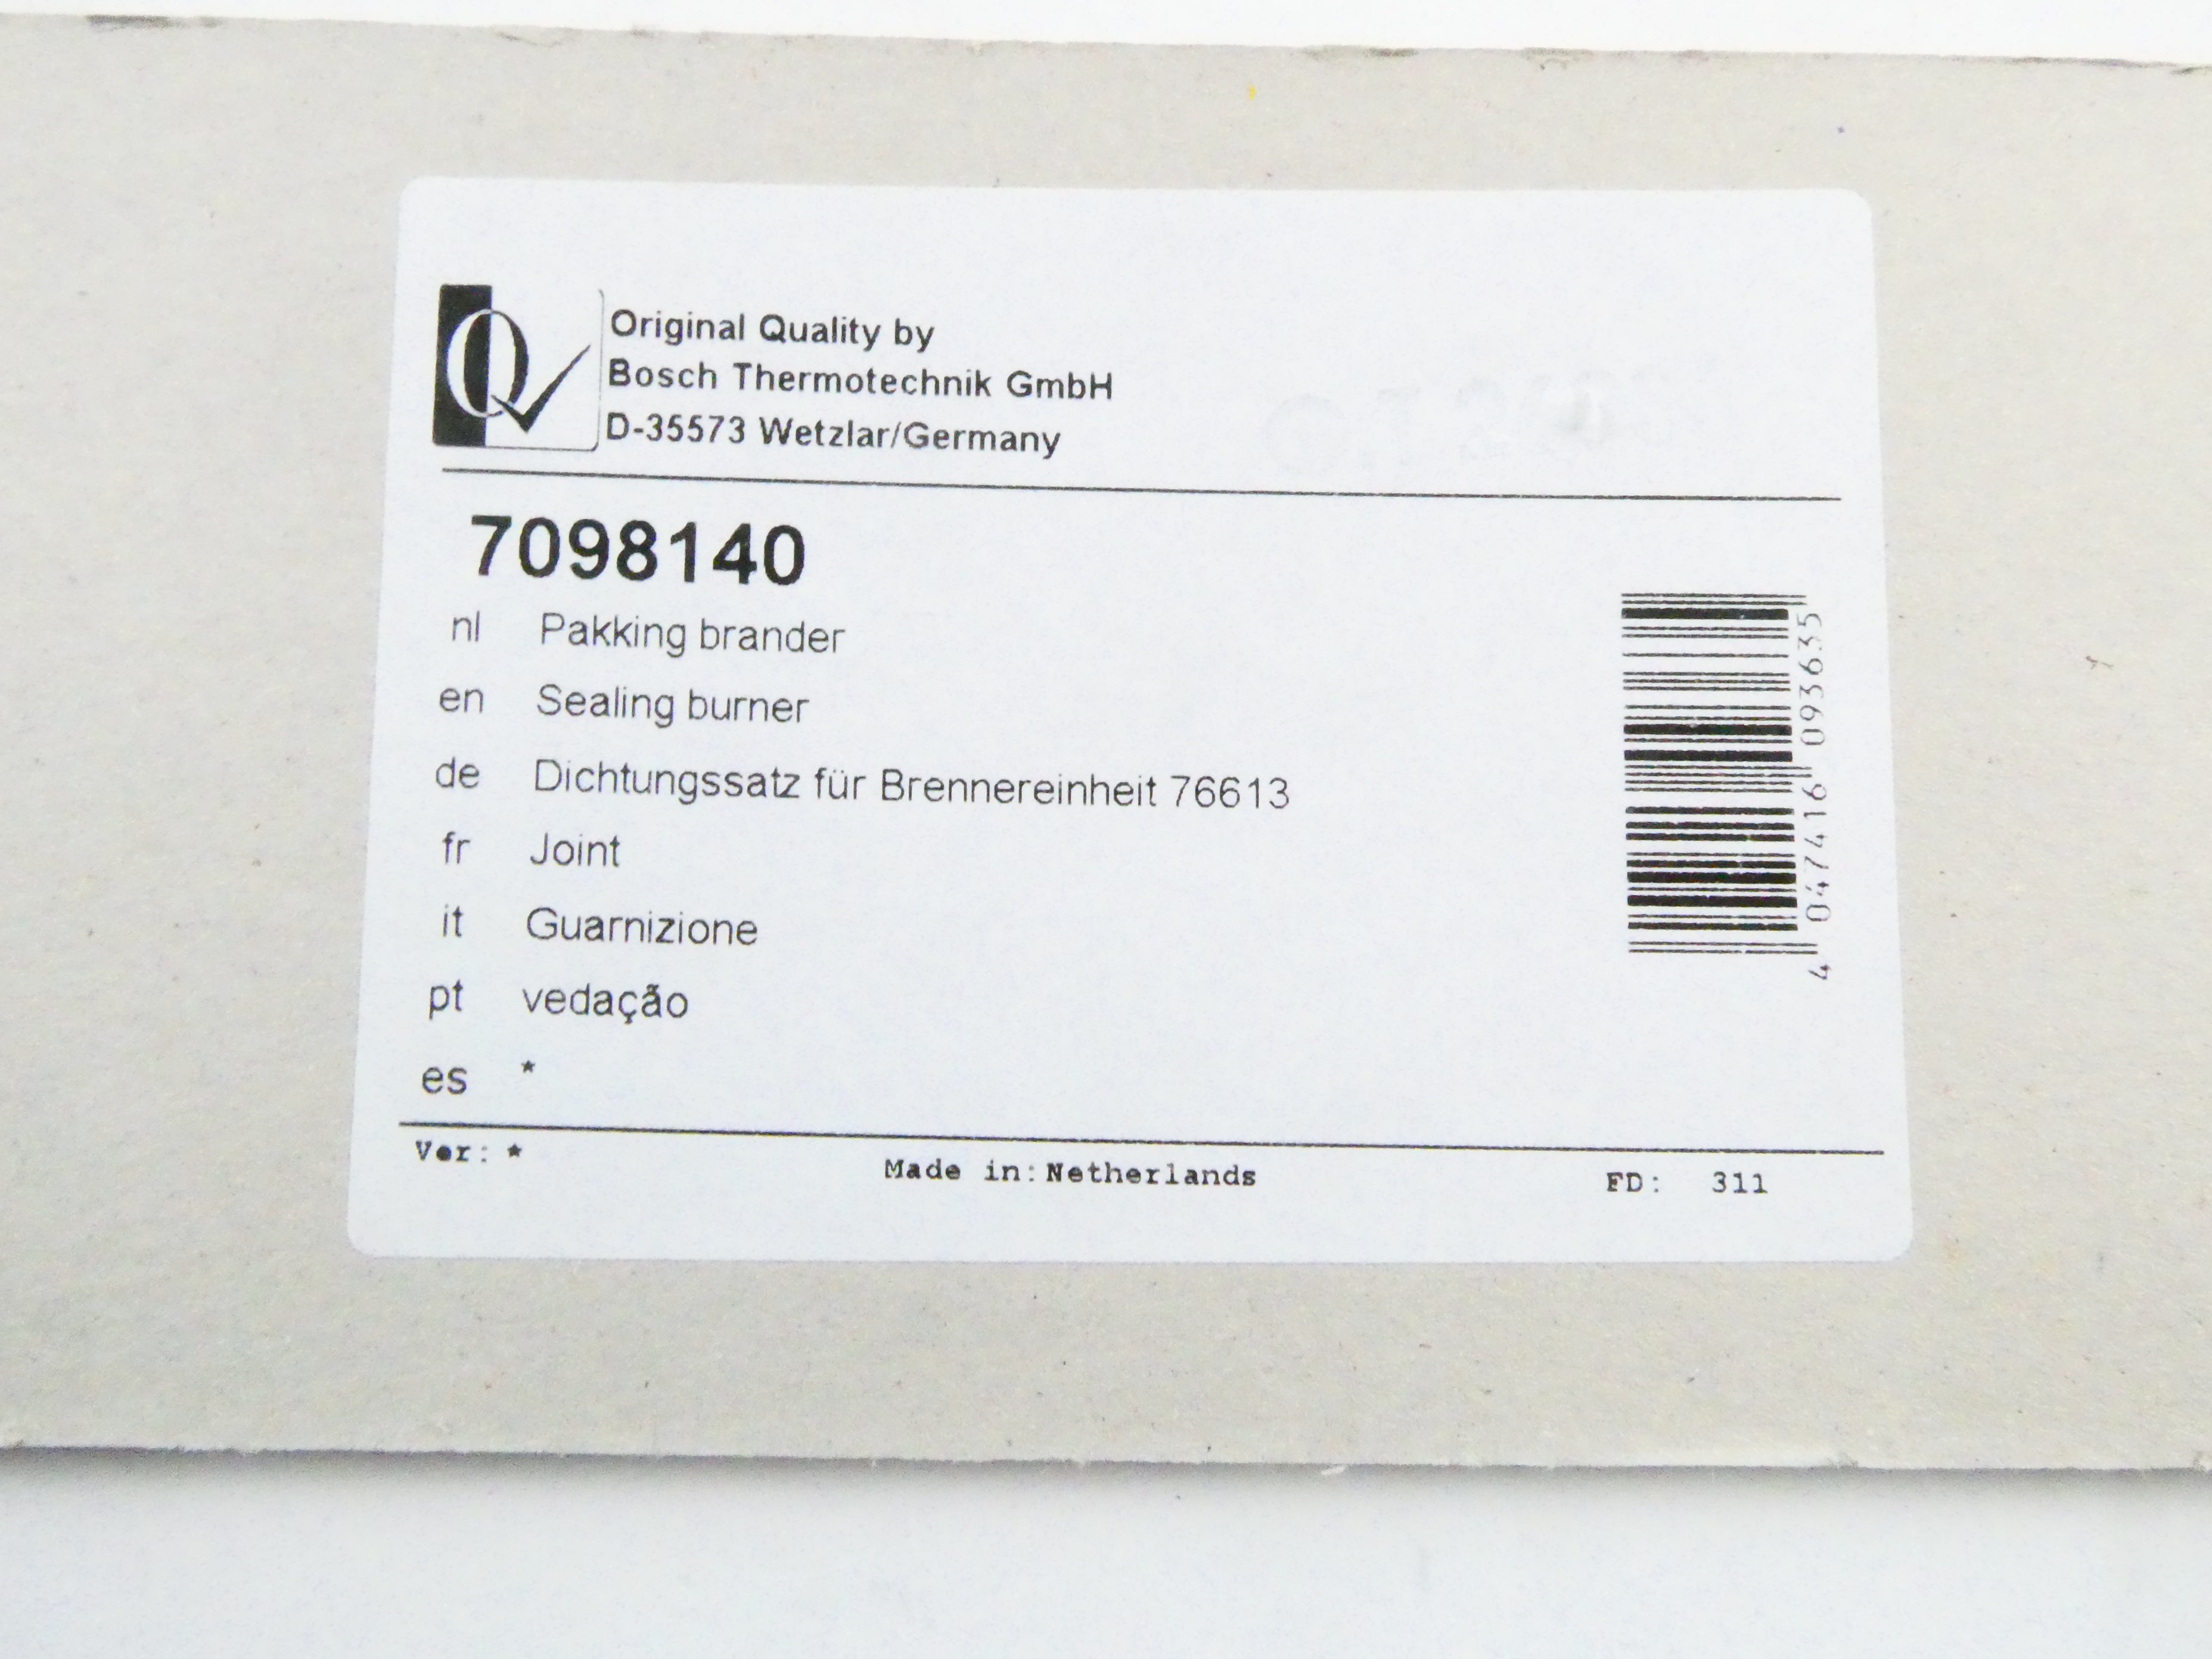 Q
Original Quality by
Bosch Thermotechnik GmbH
D-35573 Wetzlar/Germany
7098140
nl Pakking brander
en Sealing burner
de Dichtungssatz für Brennereinheit 76613
fr Joint
it Guarnizione
pt vedação
es *
4 047416 093635
Ver: * Made in: Netherlands FD: 311